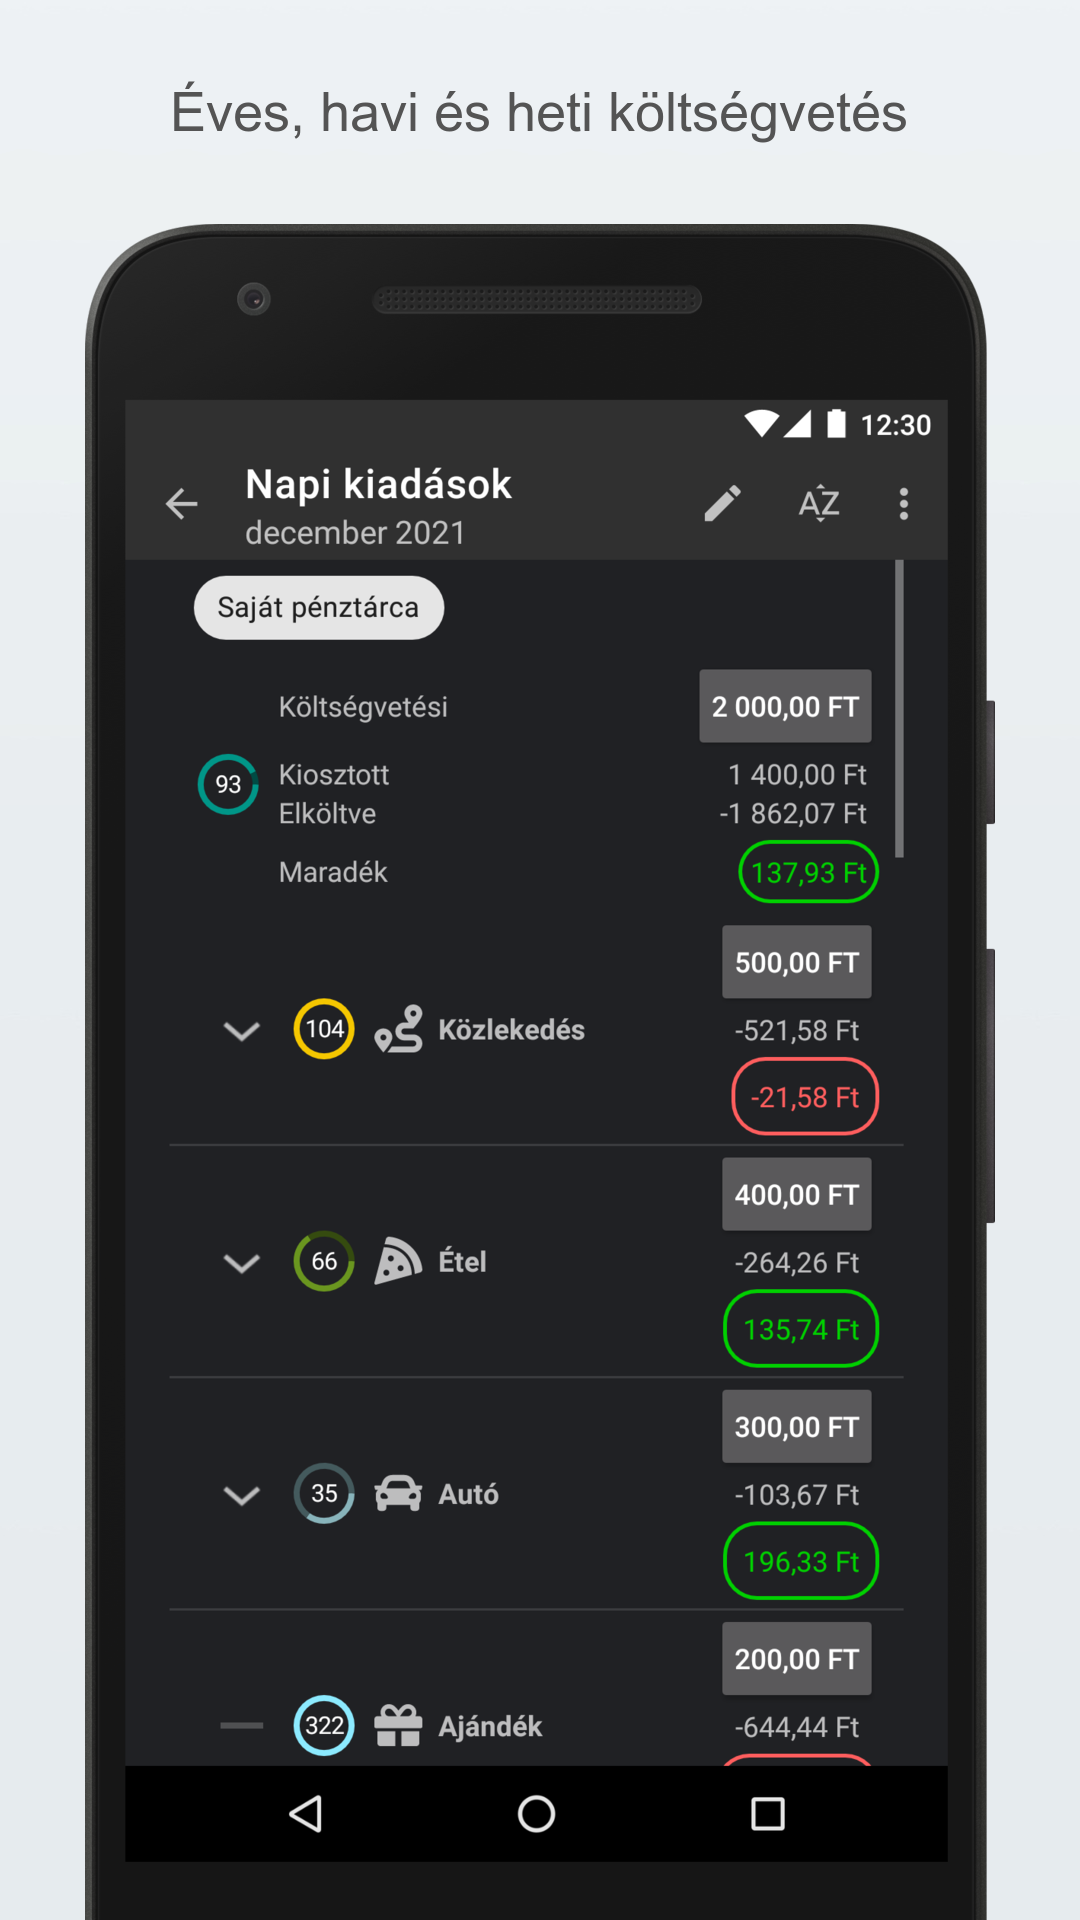 Éves, havi és heti költségvetés
12:30
Napi kiadások
december 2021
AZ
Saját pénztárca
Költségvetési 2 000,00 FT
93
Kiosztott 1 400,00 Ft
Elköltve -1 862,07 Ft
Maradék 137,93 Ft
500,00 FT
104 Közlekedés -521,58 Ft
-21,58 Ft
400,00 FT
66 Étel -264,26 Ft
135,74 Ft
300,00 FT
35 Autó -103,67 Ft
196,33 Ft
200,00 FT
322 Ajándék -644,44 Ft